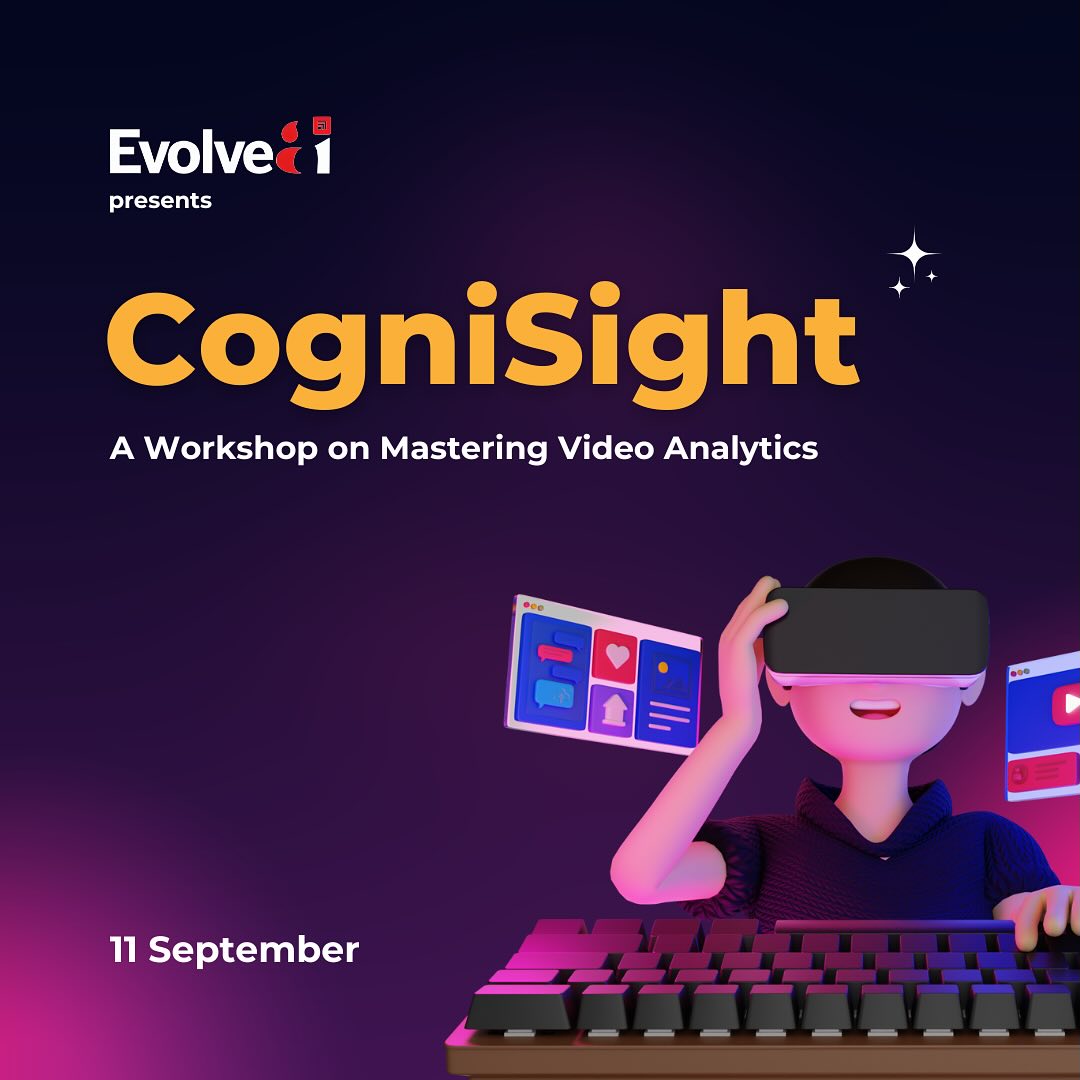 Evolve
presents
CogniSight
A Workshop on Mastering Video Analytics
11 September